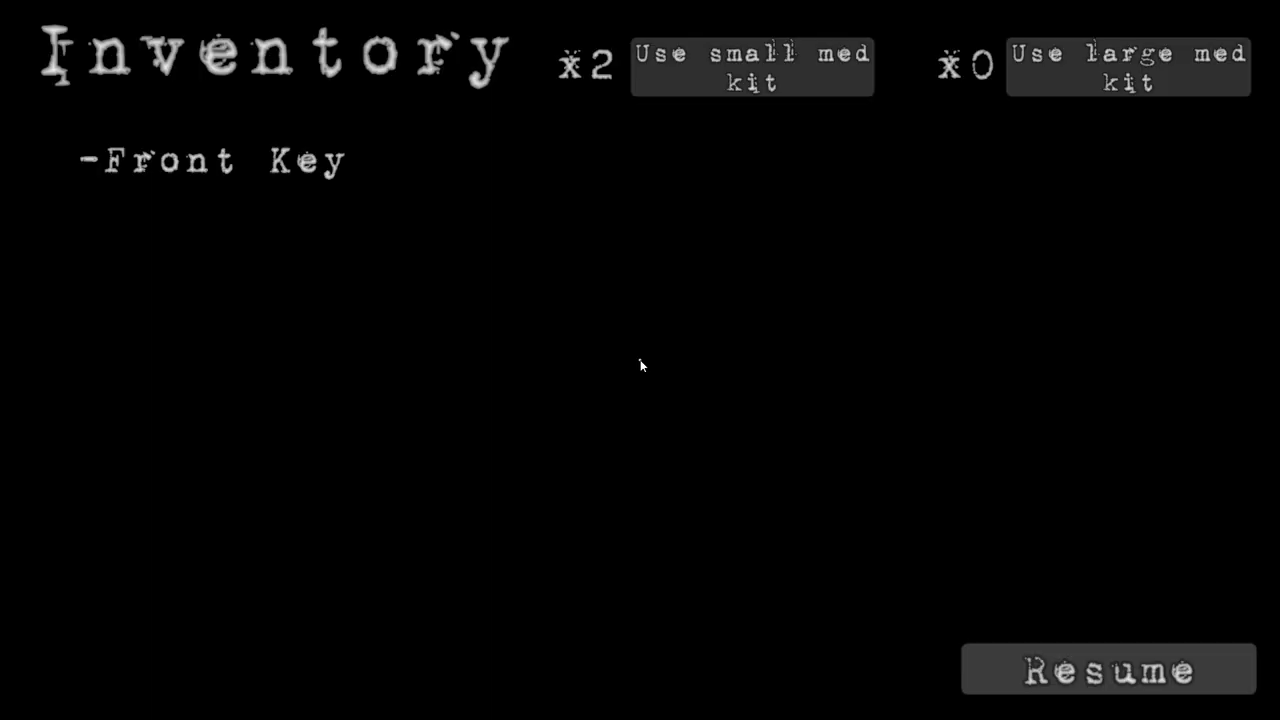 Inventory
x2
Use small med
kit
x0
Use large med
kit
-Front Key
Resume